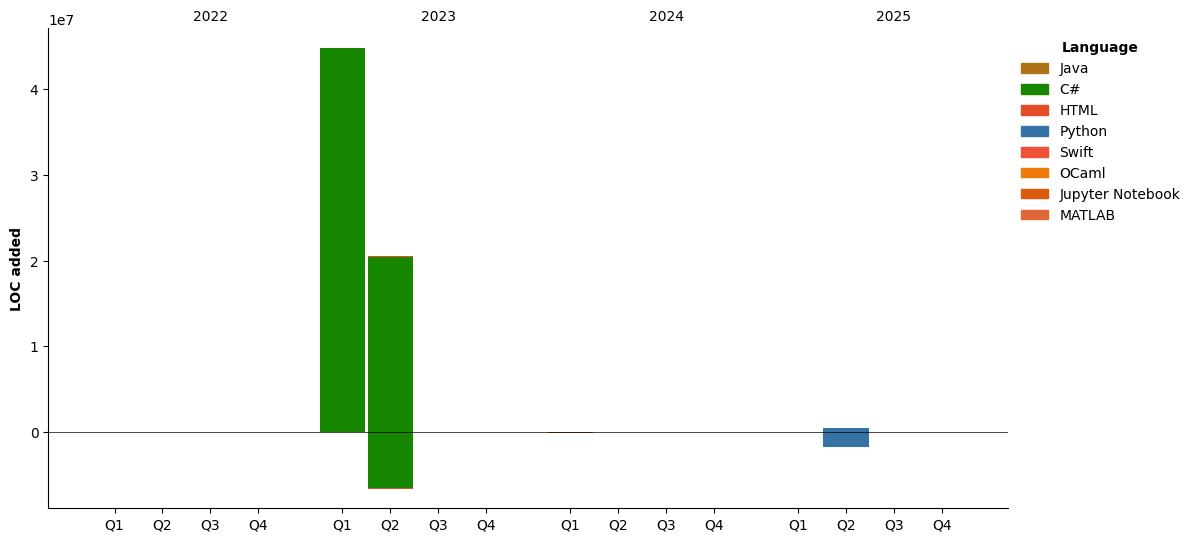 2022 2023 2024 2025
1e7
Language
Java
C#
HTML
Python
Swift
OCaml
Jupyter Notebook
MATLAB
LOC added
4
3
2
1
0
Q1 Q2 Q3 Q4 Q1 Q2 Q3 Q4 Q1 Q2 Q3 Q4 Q1 Q2 Q3 Q4